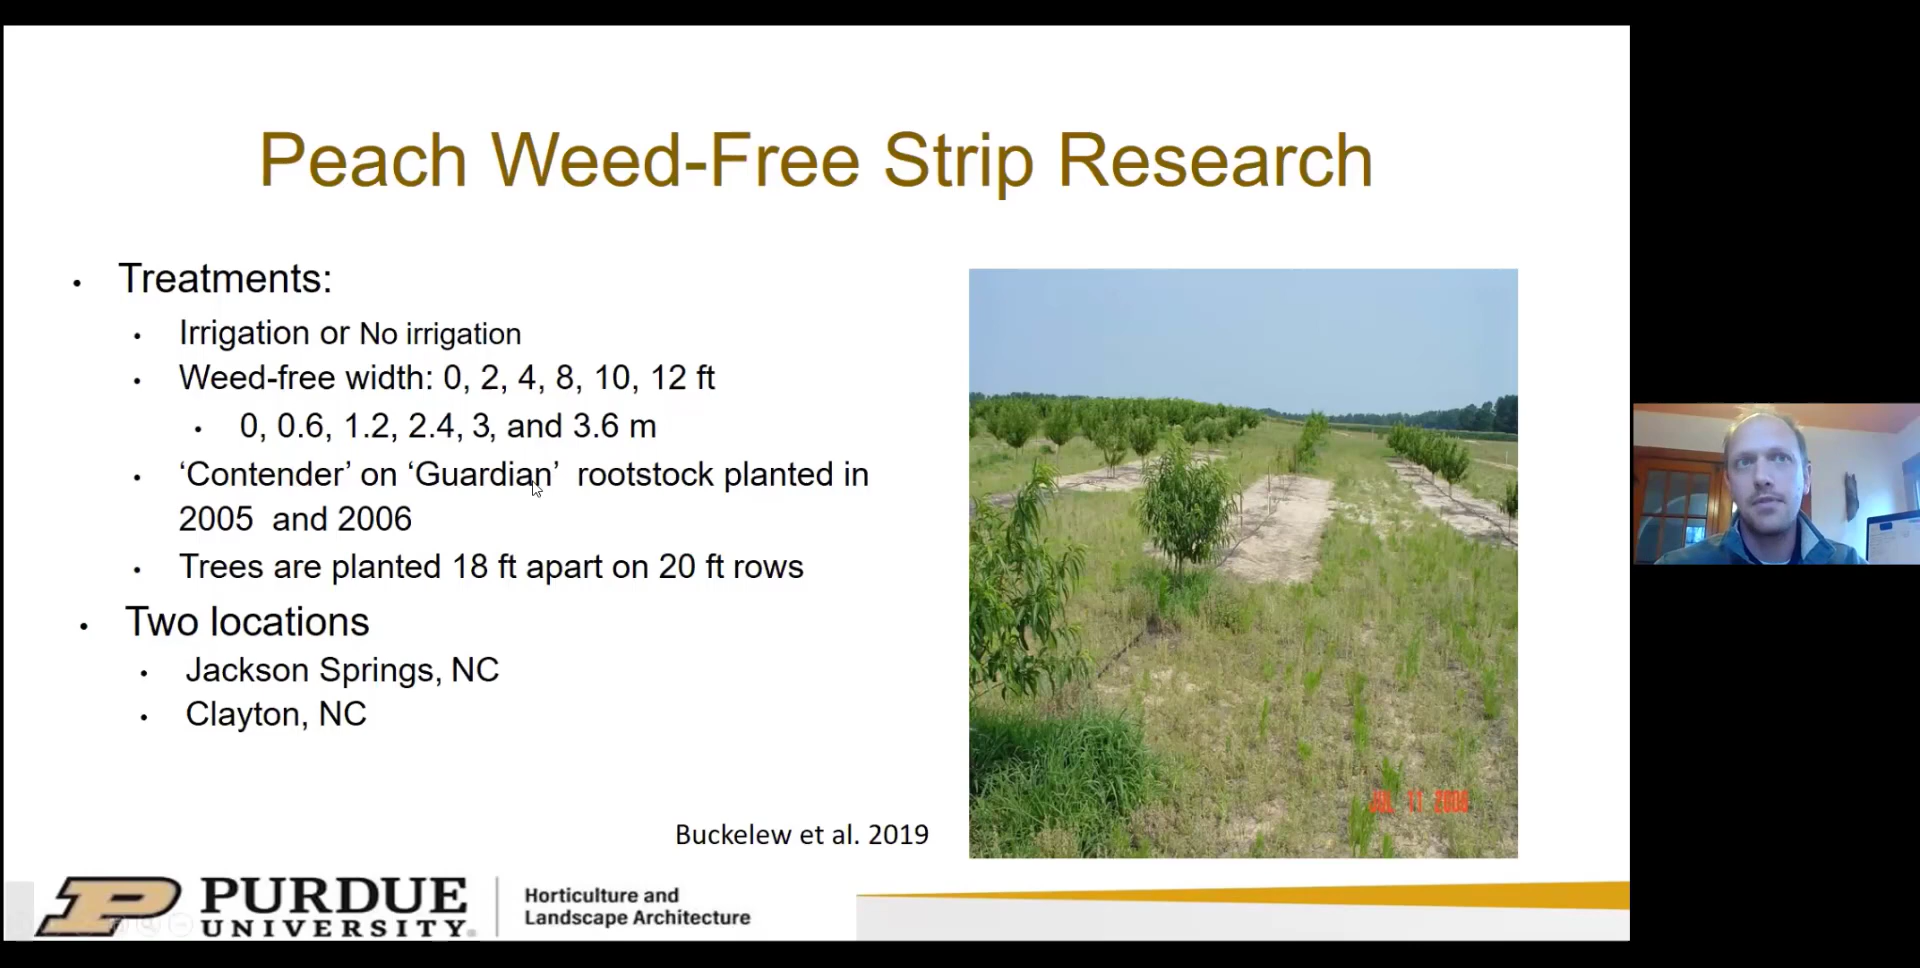 Peach Weed-Free Strip Research
• Treatments:
• Irrigation or No irrigation
• Weed-free width: 0, 2, 4, 8, 10, 12 ft
• 0, 0.6, 1.2, 2.4, 3, and 3.6 m
• ‘Contender’ on ‘Guardian’ rootstock planted in
2005 and 2006
• Trees are planted 18 ft apart on 20 ft rows
• Two locations
• Jackson Springs, NC
• Clayton, NC
JUL 11 2006
Buckelew et al. 2019
PURDUE
UNIVERSITY®
Horticulture and
Landscape Architecture